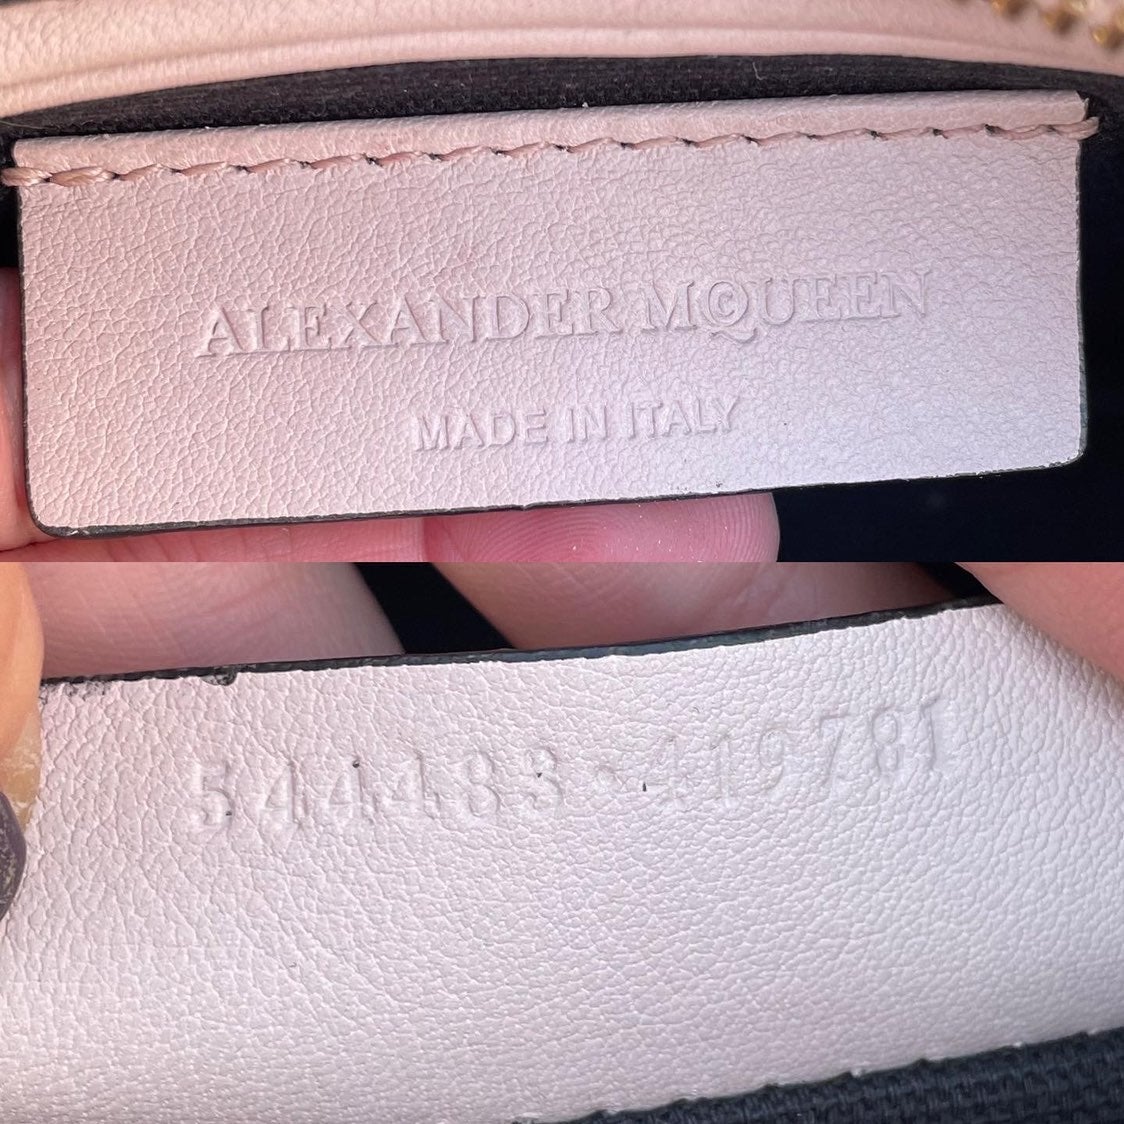 ALEXANDER MCQUEEN
MADE IN ITALY
544483·419781